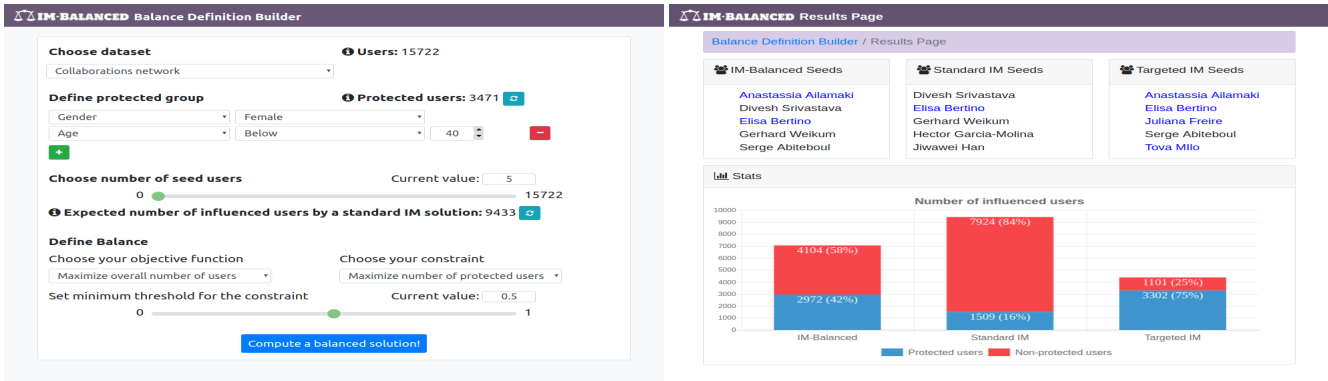 IM-BALANCED Balance Definition Builder
Choose dataset
Users: 15722
Collaborations network
Define protected group
Protected users: 3471
Gender
Female
Age
Below
40
Choose number of seed users
Current value:
5
0
15722
Expected number of influenced users by a standard IM solution: 9433
Define Balance
Choose your objective function
Choose your constraint
Maximize overall number of users
Maximize number of protected users
Set minimum threshold for the constraint
Current value:
0.5
0
1
Compute a balanced solution!
IM-BALANCED Results Page
Balance Definition Builder / Results Page
IM-Balanced Seeds
Anastassia Ailamaki
Divesh Srivastava
Elisa Bertino
Gerhard Weikum
Serge Abiteboul
Standard IM Seeds
Divesh Srivastava
Elisa Bertino
Gerhard Weikum
Hector Garcia-Molina
Jiwawei Han
Targeted IM Seeds
Anastassia Ailamaki
Elisa Bertino
Juliana Freire
Serge Abiteboul
Tova MIlo
Stats
Number of influenced users
10000
9000
8000
7000
6000
5000
4000
3000
2000
1000
0
4104 (58%)
2972 (42%)
7924 (84%)
1509 (16%)
1101 (25%)
3302 (75%)
IM-Balanced
Standard IM
Targeted IM
Protected users
Non-protected users